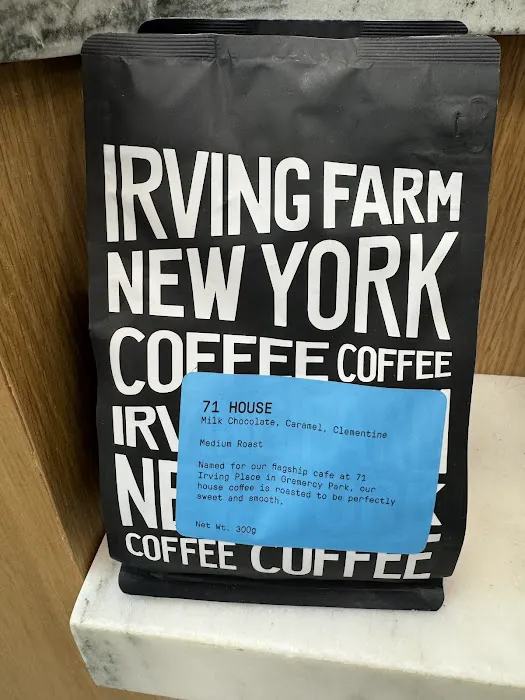 IRVING FARM
NEW YORK
COFFEE COFFEE
IRV
NE K
COFFEE COFFEE
71 HOUSE
Milk Chocolate, Caramel, Clementine
Medium Roast
Named for our flagship cafe at 71
Irving Place in Gramercy Park, our
house coffee is roasted to be perfectly
sweet and smooth.
Net Wt. 300g